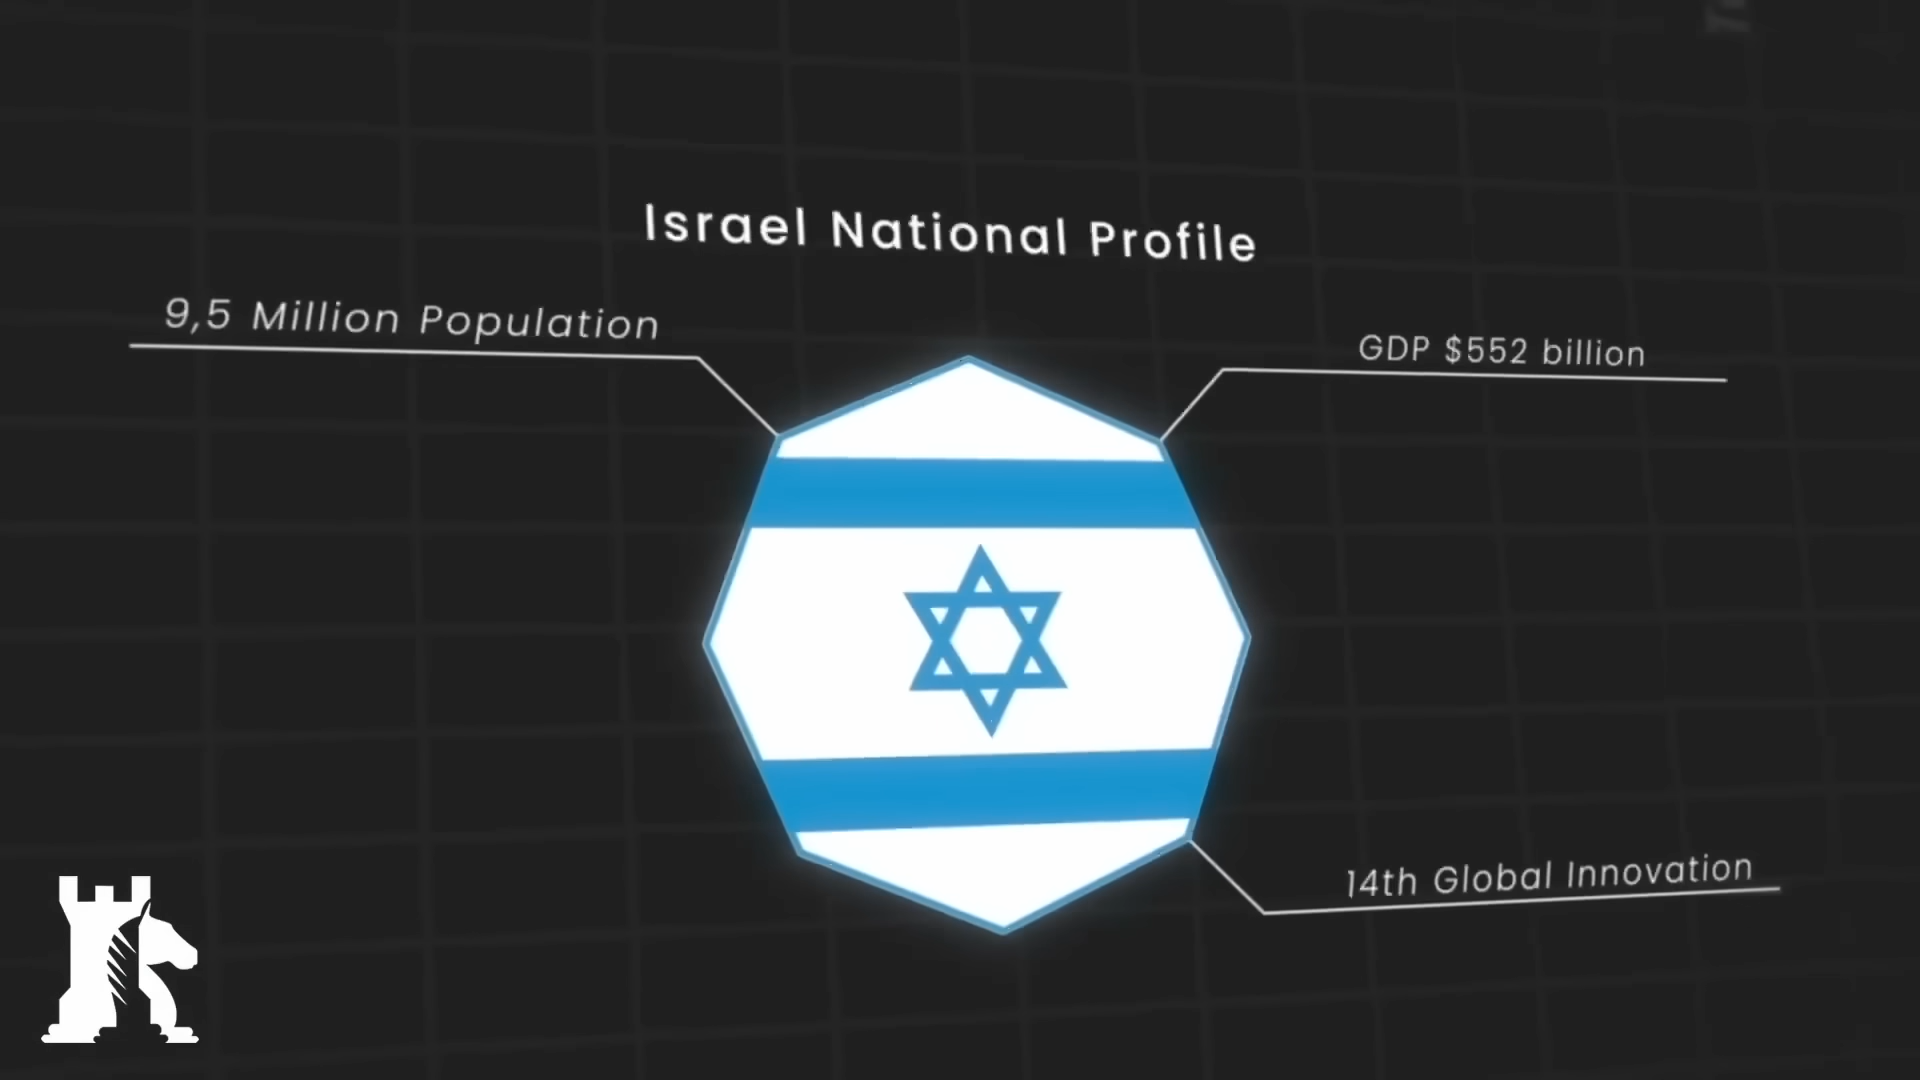 Israel National Profile
9,5 Million Population
GDP $552 billion
14th Global Innovation